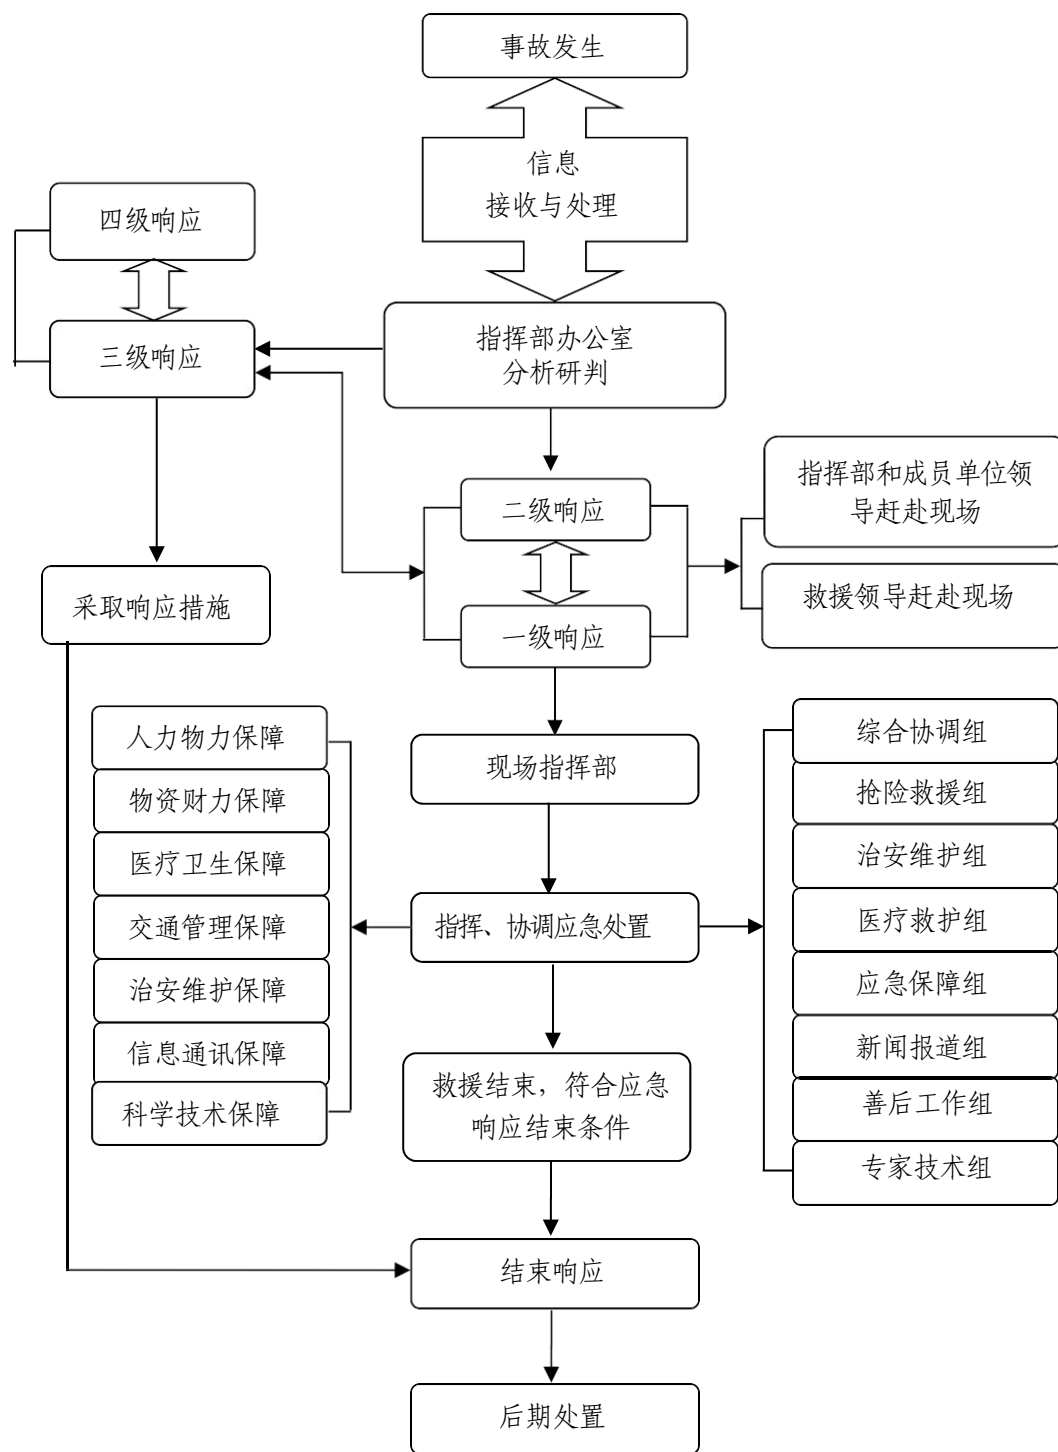 事故发生
信息
接收与处理
四级响应
三级响应
指挥部办公室
分析研判
二级响应
一级响应
指挥部和成员单位领
导赶赴现场
救援领导赶赴现场
采取响应措施
现场指挥部
人力物力保障
物资财力保障
医疗卫生保障
交通管理保障
治安维护保障
信息通讯保障
科学技术保障
指挥、协调应急处置
综合协调组
抢险救援组
治安维护组
医疗救护组
应急保障组
新闻报道组
善后工作组
专家技术组
救援结束，符合应急
响应结束条件
结束响应
后期处置